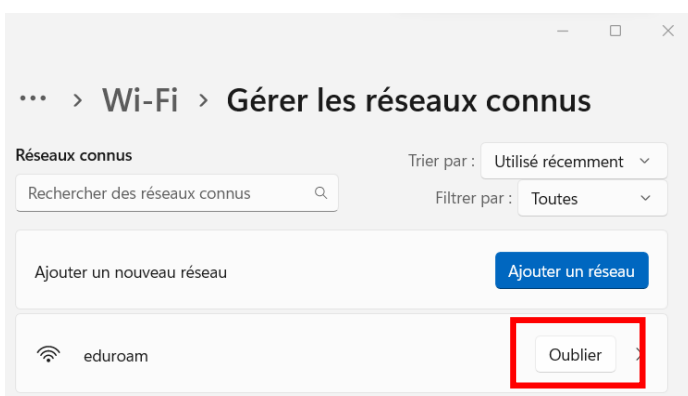 ... > Wi-Fi > Gérer les réseaux connus
Réseaux connus
Trier par : Utilisé récemment
Rechercher des réseaux connus
Filtrer par : Toutes
Ajouter un nouveau réseau
Ajouter un réseau
eduroam
Oublier